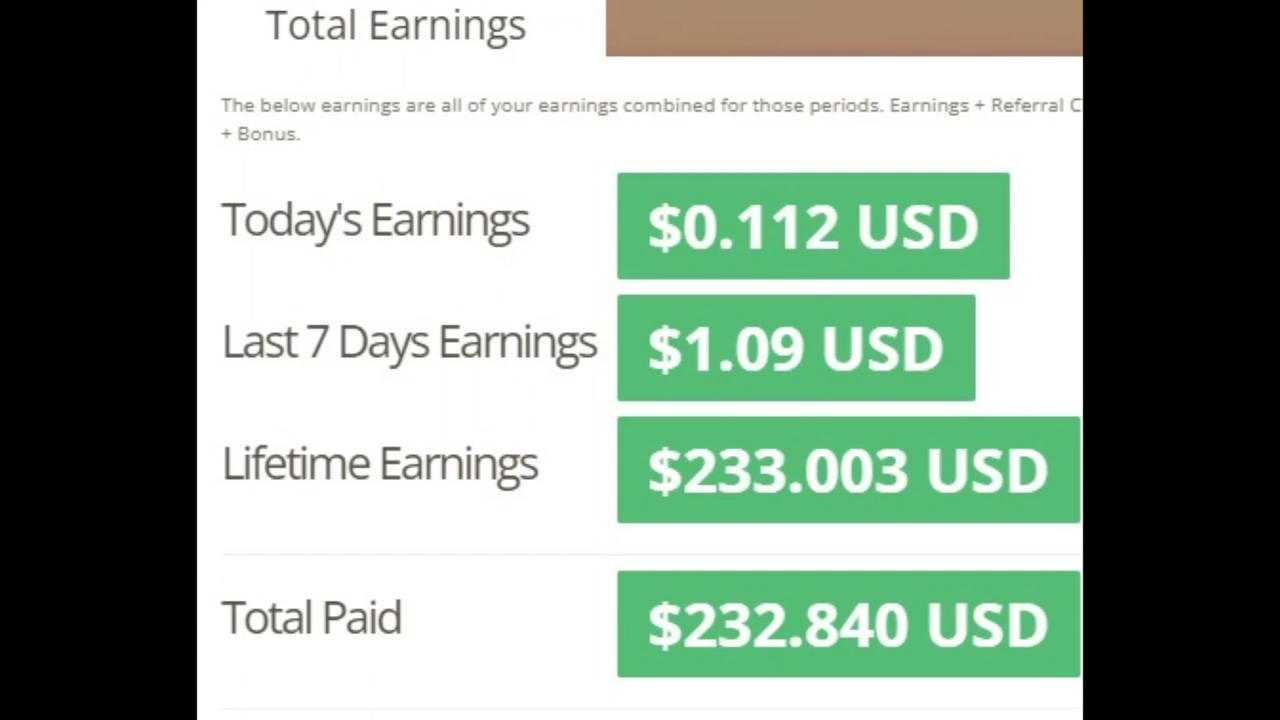 Total Earnings
The below earnings are all of your earnings combined for those periods. Earnings + Referral
+ Bonus.
Today's Earnings $0.112 USD
Last 7 Days Earnings $1.09 USD
Lifetime Earnings $233.003 USD
Total Paid $232.840 USD